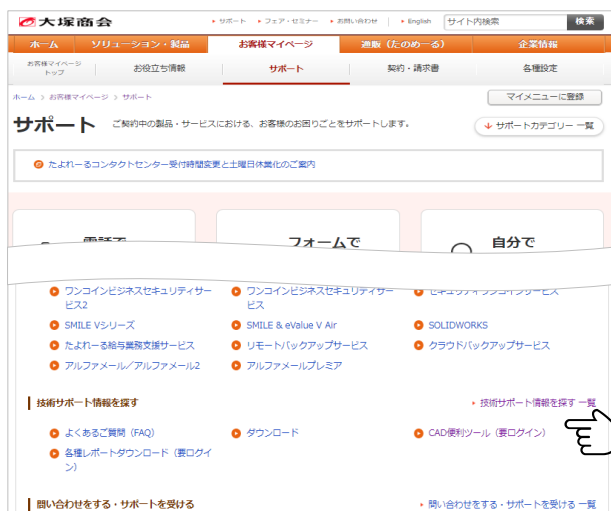 大塚商会
サポート フェア・セミナー お問い合わせ English サイト内検索 検索
ホーム ソリューション・製品 お客様マイページ 通販（たのめーる） 企業情報
お客様マイページ
トップ
お役立ち情報 サポート 契約・請求書 各種設定
ホーム > お客様マイページ > サポート
マイメニューに登録
サポート ご契約中の製品・サービスにおける、お客様のお困りごとをサポートします。 サポートカテゴリー 一覧
たよれーるコンタクトセンター受付時間変更と土曜日休業化のご案内
電話で フォームで 自分で
ワンコインビジネスセキュリティサー
ビス2
ワンコインビジネスセキュリティサー
ビス
セキュリティワンコインサービス
SMILE Vシリーズ SMILE & eValue V Air SOLIDWORKS
たよれーる給与業務支援サービス リモートバックアップサービス クラウドバックアップサービス
アルファメール／アルファメール2 アルファメールプレミア
技術サポート情報を探す 技術サポート情報を探す 一覧
よくあるご質問（FAQ） ダウンロード CAD便利ツール（要ログイン）
各種レポートダウンロード（要ログイ
ン）
問い合わせをする・サポートを受ける 問い合わせをする・サポートを受ける 一覧